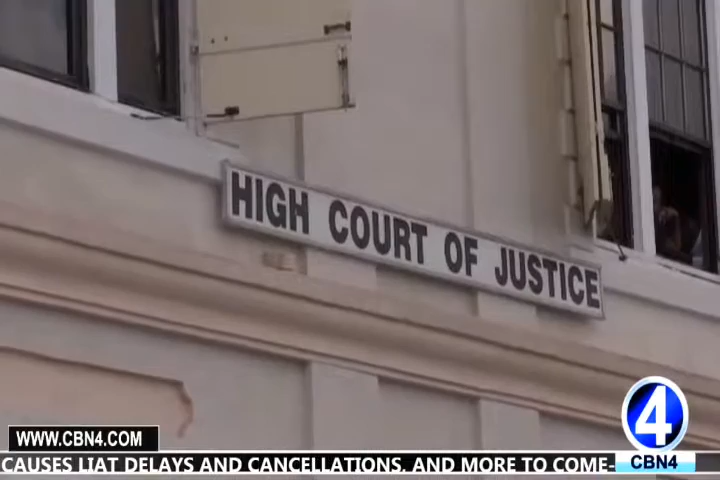 HIGH COURT OF JUSTICE
4
WWW.CBN4.COM
CAUSES LIAT DELAYS AND CANCELLATIONS, AND MORE TO COME-
CBN4